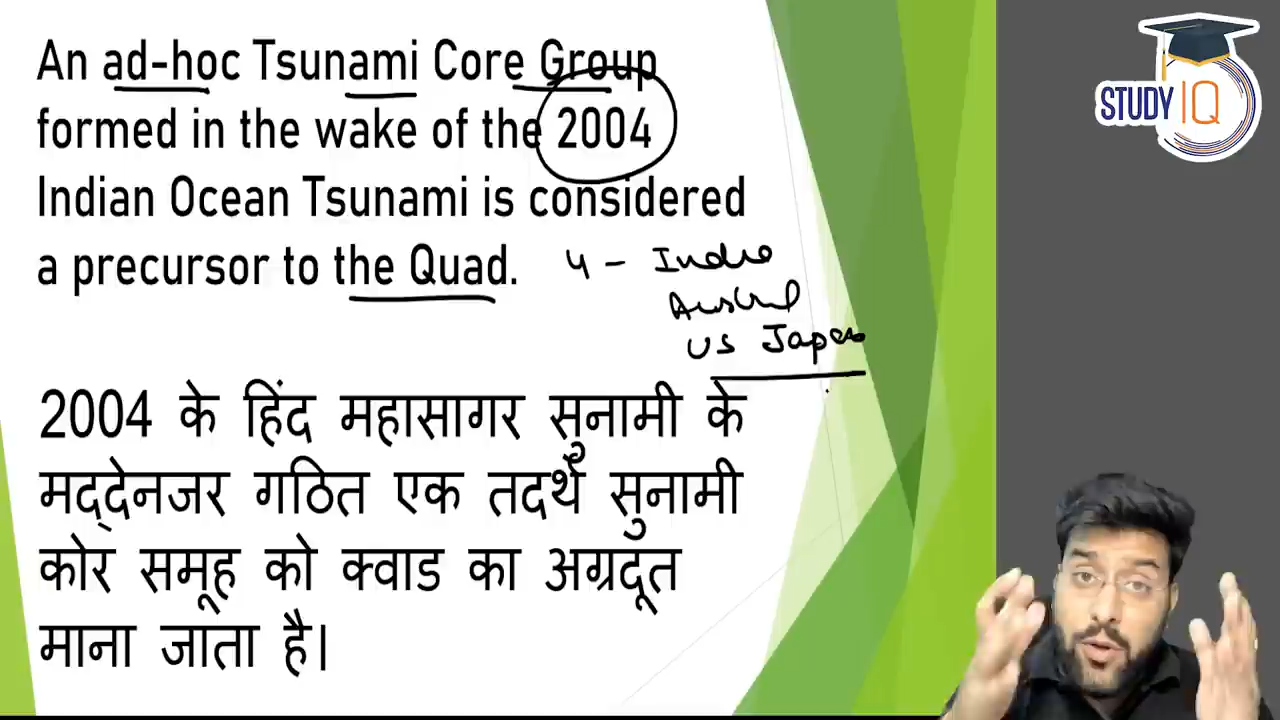 An ad-hoc Tsunami Core Group
formed in the wake of the 2004
Indian Ocean Tsunami is considered
a precursor to the Quad.
4 - India
US Japan
2004 के हिंद महासागर सुनामी के
मद्देनजर गठित एक तदर्थ सुनामी
कोर समूह को क्वाड का अग्रदूत
माना जाता है।
STUDY IQ